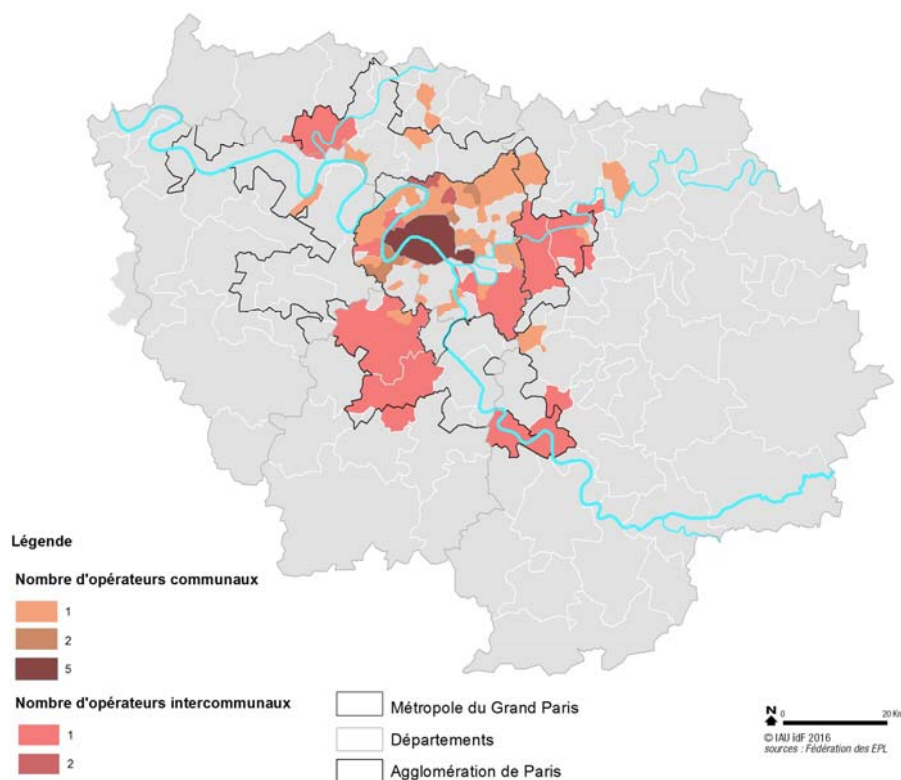 Légende
Nombre d'opérateurs communaux
1
2
5
Nombre d'opérateurs intercommunaux
1
2
Métropole du Grand Paris
Départements
Agglomération de Paris
N
0 20 Km
© IAU îdF 2016
sources : Fédération des EPL